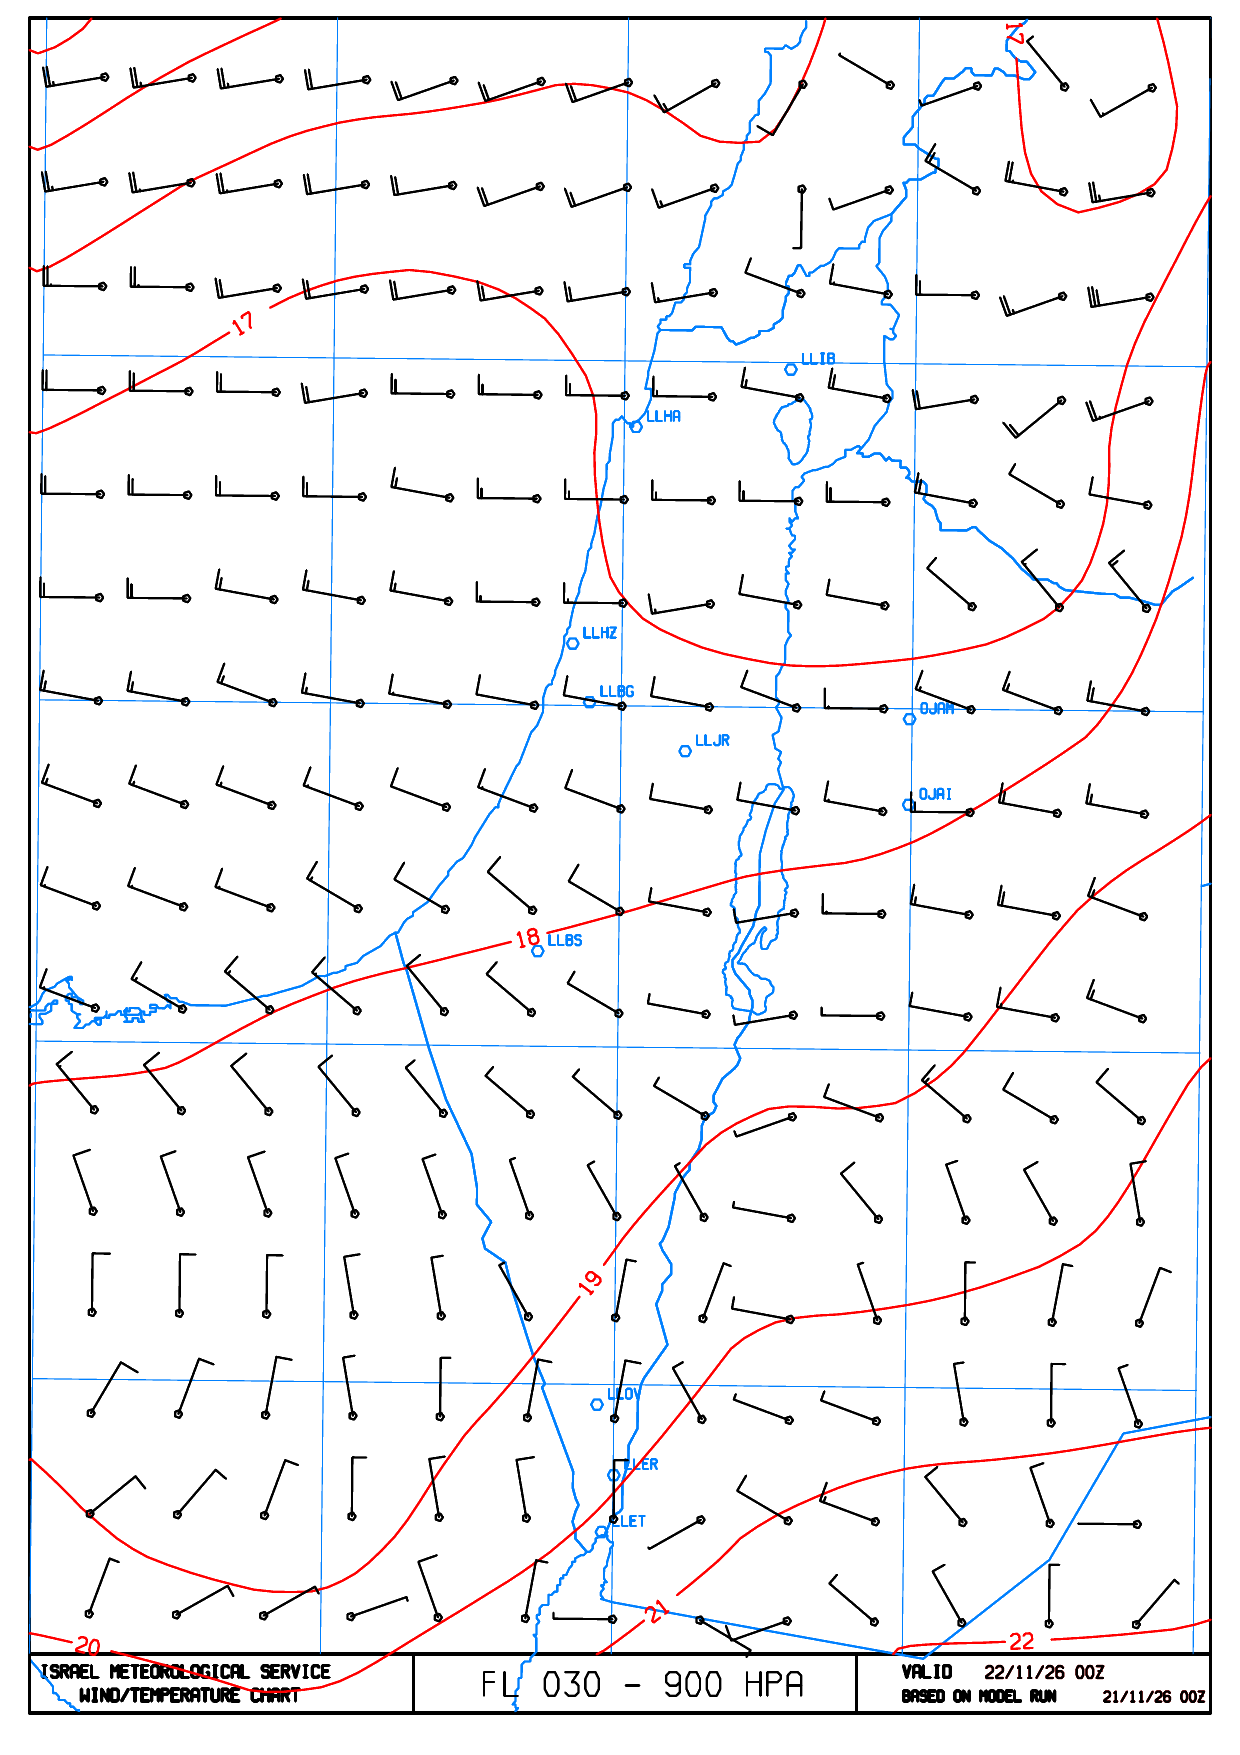 17
17
LLIB
LLHA
LLHZ
LLBG
OJAM
LLJR
OJAI
18
LLBS
19
LLOV
LLER
LLET
21
20
22
ISRAEL METEOROLOGICAL SERVICE
WIND/TEMPERATURE CHART
FL 030 - 900 HPA
VALID 22/11/26 00Z
BASED ON MODEL RUN 21/11/26 00Z